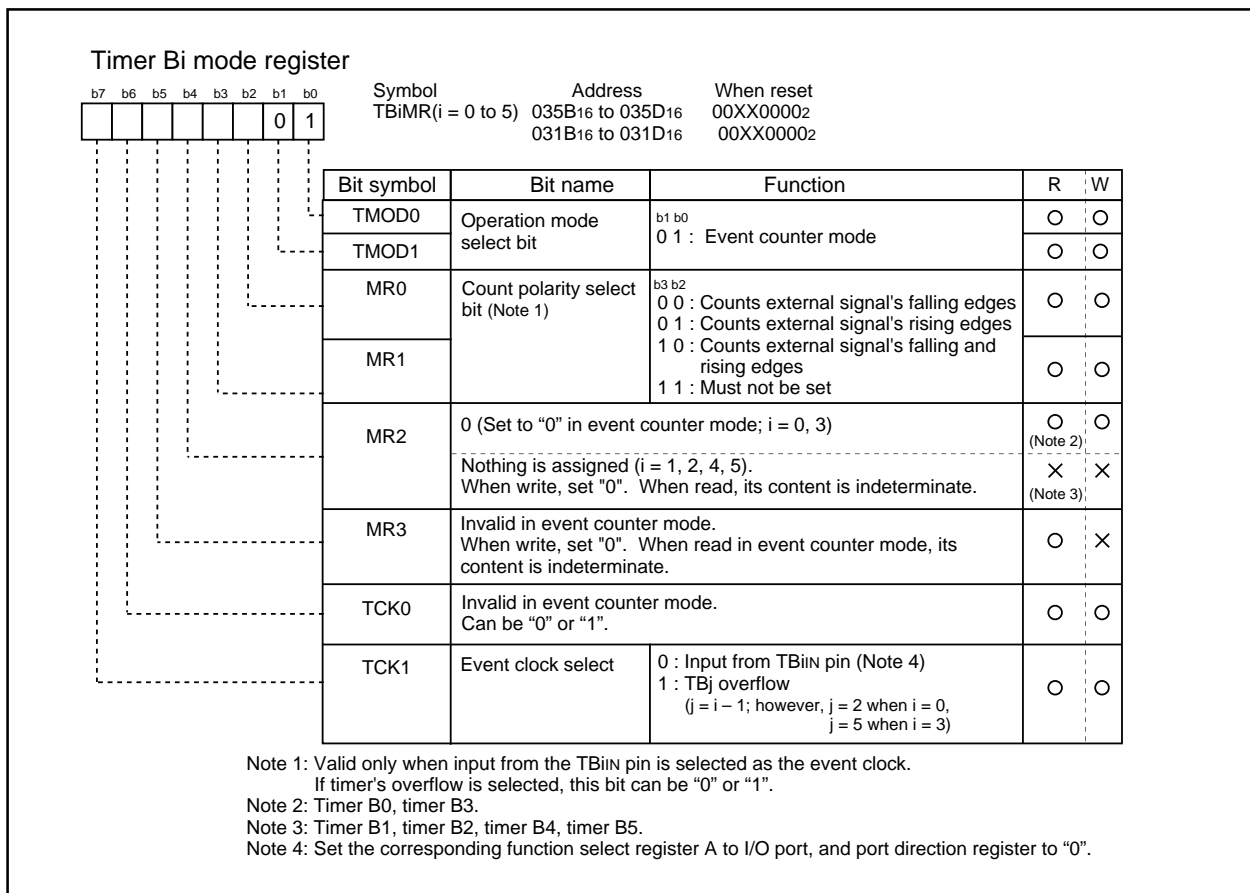 Timer Bi mode register
b7 b6 b5 b4 b3 b2 b1 b0
0 1
Symbol Address When reset
TBiMR(i = 0 to 5) 035B16 to 035D16 00XX00002
031B16 to 031D16 00XX00002
Bit symbol Bit name Function R W
TMOD0 Operation mode select bit b1 b0
0 1 : Event counter mode O O
TMOD1 O O
MR0 Count polarity select bit (Note 1) b3 b2
0 0 : Counts external signal's falling edges O O
0 1 : Counts external signal's rising edges
MR1 1 0 : Counts external signal's falling and
rising edges O O
1 1 : Must not be set
MR2 0 (Set to “0” in event counter mode; i = 0, 3) O O
(Note 2)
Nothing is assigned (i = 1, 2, 4, 5). × ×
When write, set "0". When read, its content is indeterminate. (Note 3)
MR3 Invalid in event counter mode.
When write, set "0". When read in event counter mode, its O ×
content is indeterminate.
TCK0 Invalid in event counter mode. O O
Can be “0” or “1”.
TCK1 Event clock select 0 : Input from TBiIN pin (Note 4)
1 : TBj overflow O O
(j = i – 1; however, j = 2 when i = 0,
j = 5 when i = 3)
Note 1: Valid only when input from the TBiIN pin is selected as the event clock.
If timer's overflow is selected, this bit can be “0” or “1”.
Note 2: Timer B0, timer B3.
Note 3: Timer B1, timer B2, timer B4, timer B5.
Note 4: Set the corresponding function select register A to I/O port, and port direction register to “0”.